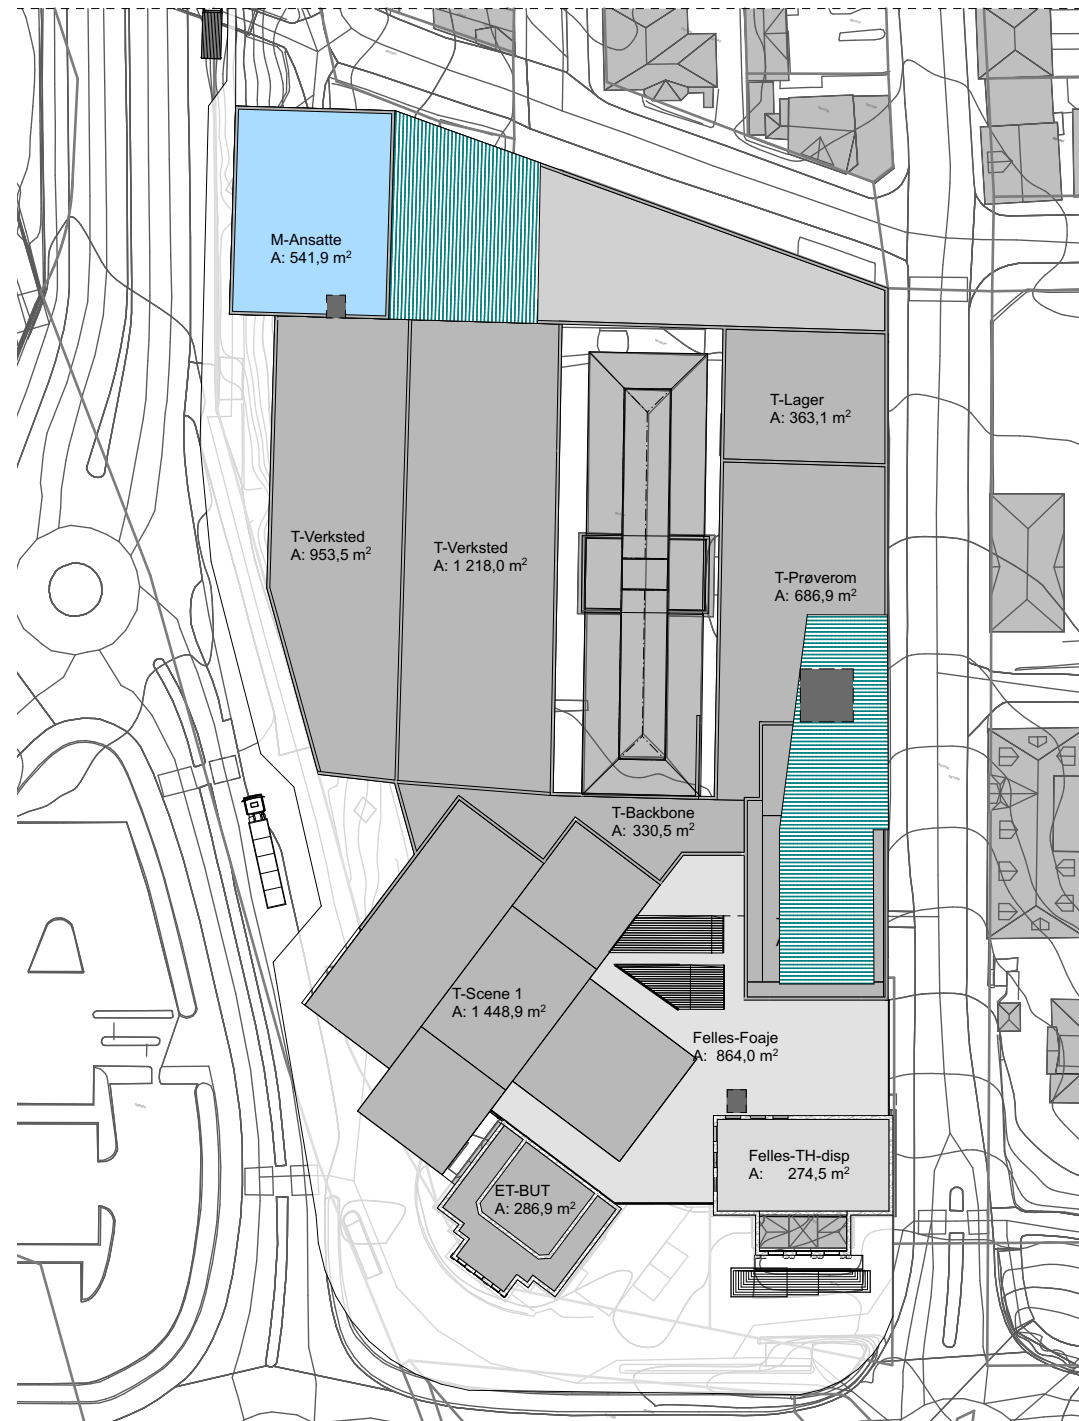 M-Ansatte
A: 541,9 m²
T-Lager
A: 363,1 m²
T-Verksted
A: 953,5 m²
T-Verksted
A: 1 218,0 m²
T-Prøverom
A: 686,9 m²
T-Backbone
A: 330,5 m²
T-Scene 1
A: 1 448,9 m²
Felles-Foaje
A: 864,0 m²
Felles-TH-disp
A: 274,5 m²
ET-BUT
A: 286,9 m²